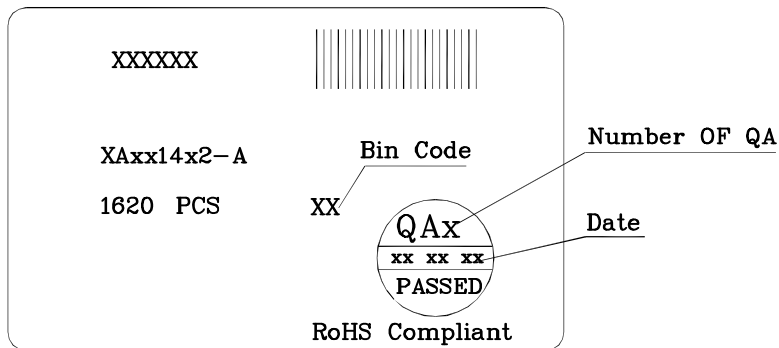 XXXXXX
XAxx14x2-A
Bin Code
Number OF QA
1620 PCS
XX
QAx
Date
xx xx xx
PASSED
RoHS Compliant